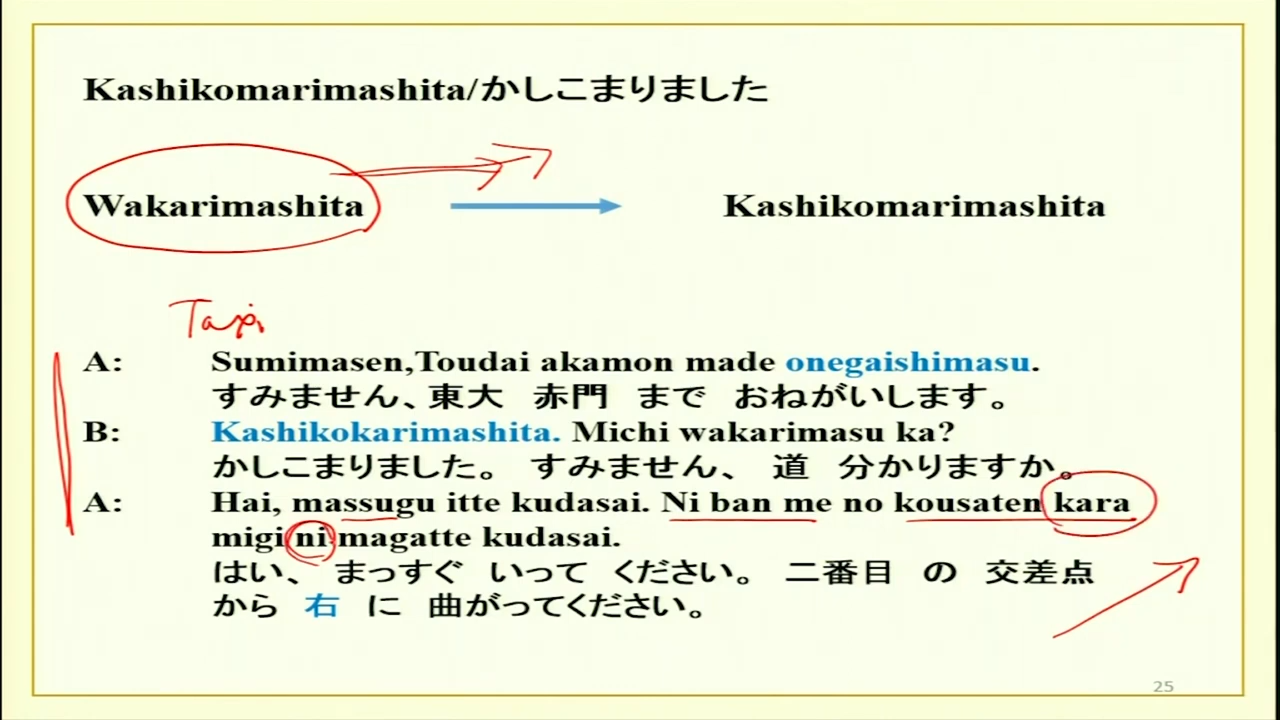 Kashikomarimashita/かしこまりました
Wakarimashita Kashikomarimashita
Taxi
A: Sumimasen,Toudai akamon made onegaishimasu.
すみません、東大 赤門 まで おねがいします。
B: Kashikokarimashita. Michi wakarimasu ka?
かしこまりました。 すみません、 道 分かりますか。
A: Hai, massugu itte kudasai. Ni ban me no kousaten kara
migi ni magatte kudasai.
はい、 まっすぐ いって ください。 二番目 の 交差点
から 右 に 曲がってください。
25